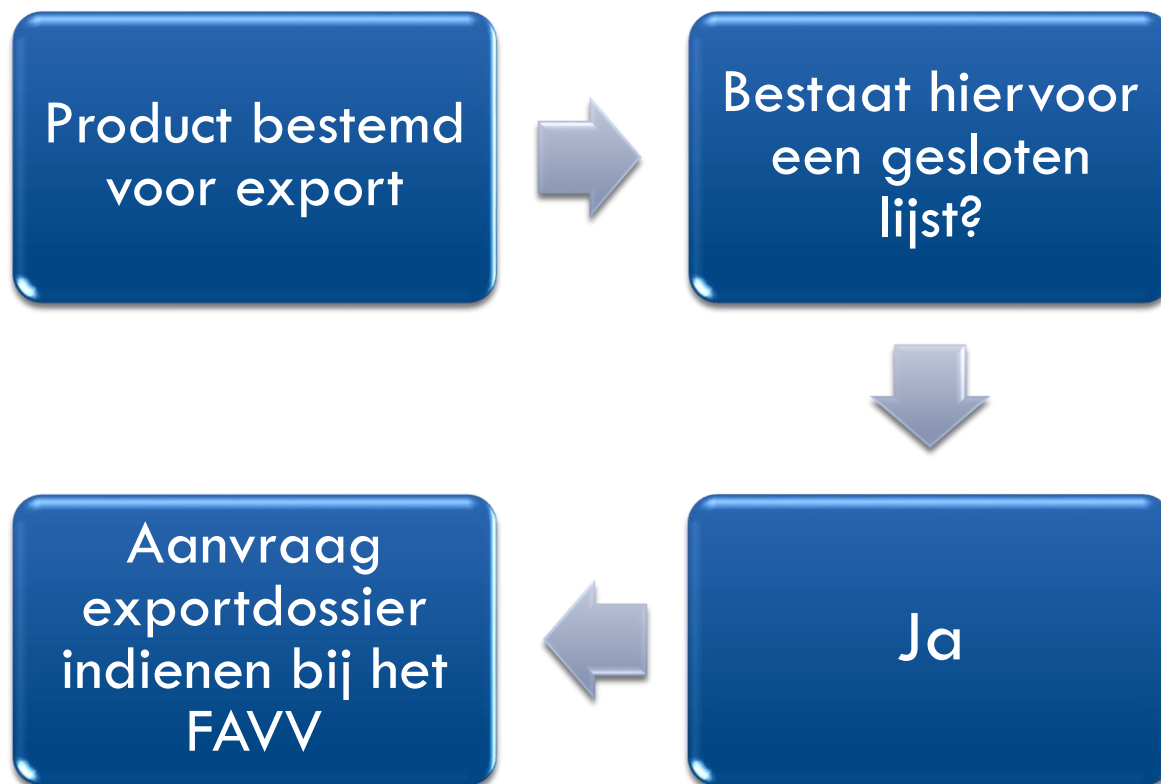 Product bestemd
voor export
Bestaat hiervoor
een gesloten
lijst?
Ja
Aanvraag
exportdossier
indienen bij het
FAVV